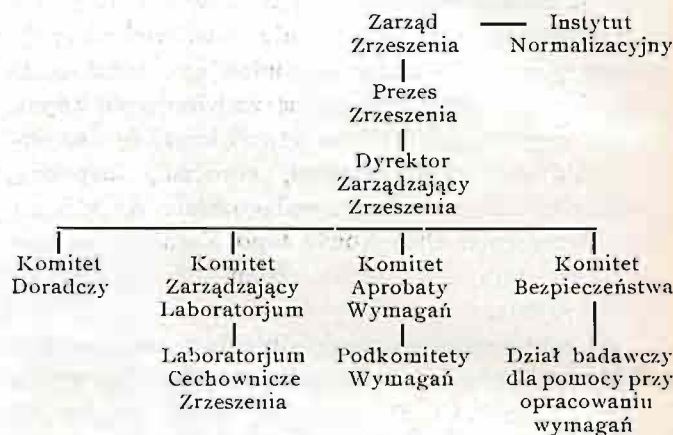 Zarząd — Instytut
Zrzeszenia Normalizacyjny
Prezes
Zrzeszenia
Dyrektor
Zarządzający
Zrzeszenia
Komitet
Doradczy
Komitet
Zarządzający
Laboratorjum
Komitet
Aprobaty
Wymagań
Komitet
Bezpieczeństwa
Laboratorjum
Cechownicze
Zrzeszenia
Podkomitety
Wymagań
Dział badawczy
dla pomocy przy
opracowaniu
wymagań